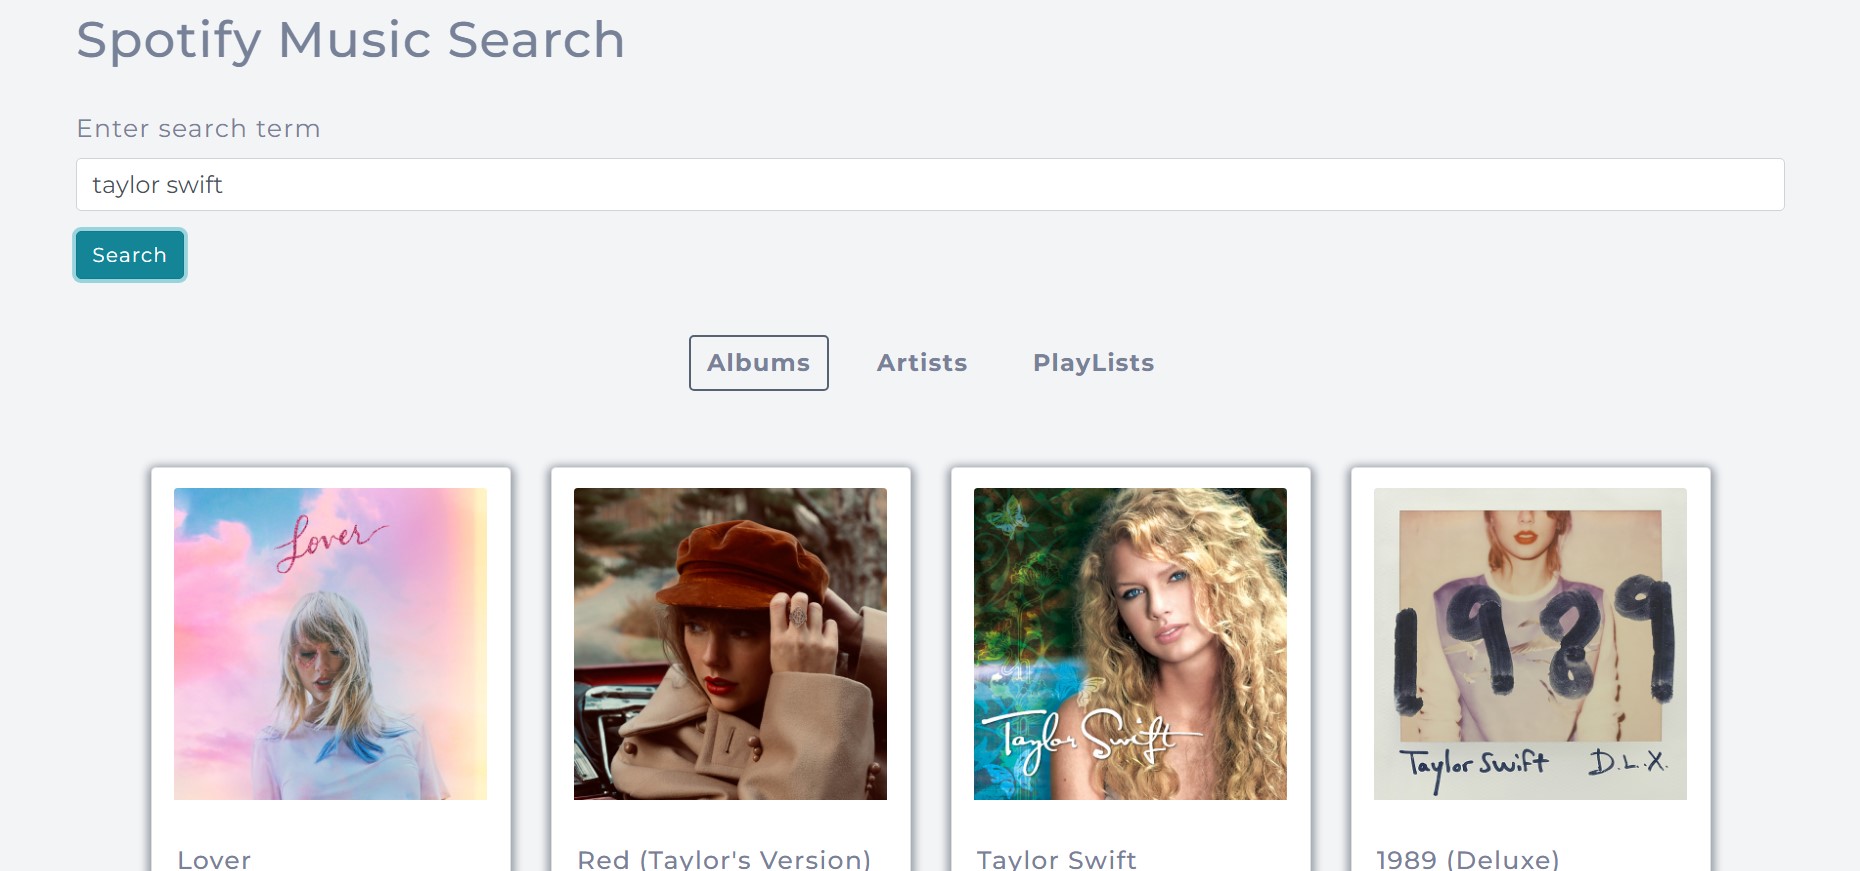 Spotify Music Search
Enter search term
taylor swift
Search
Albums Artists PlayLists
Lover
Taylor Swift
1989
Taylor Swift D.L.X.
Lover Red (Taylor's Version) Taylor Swift 1989 (Deluxe)